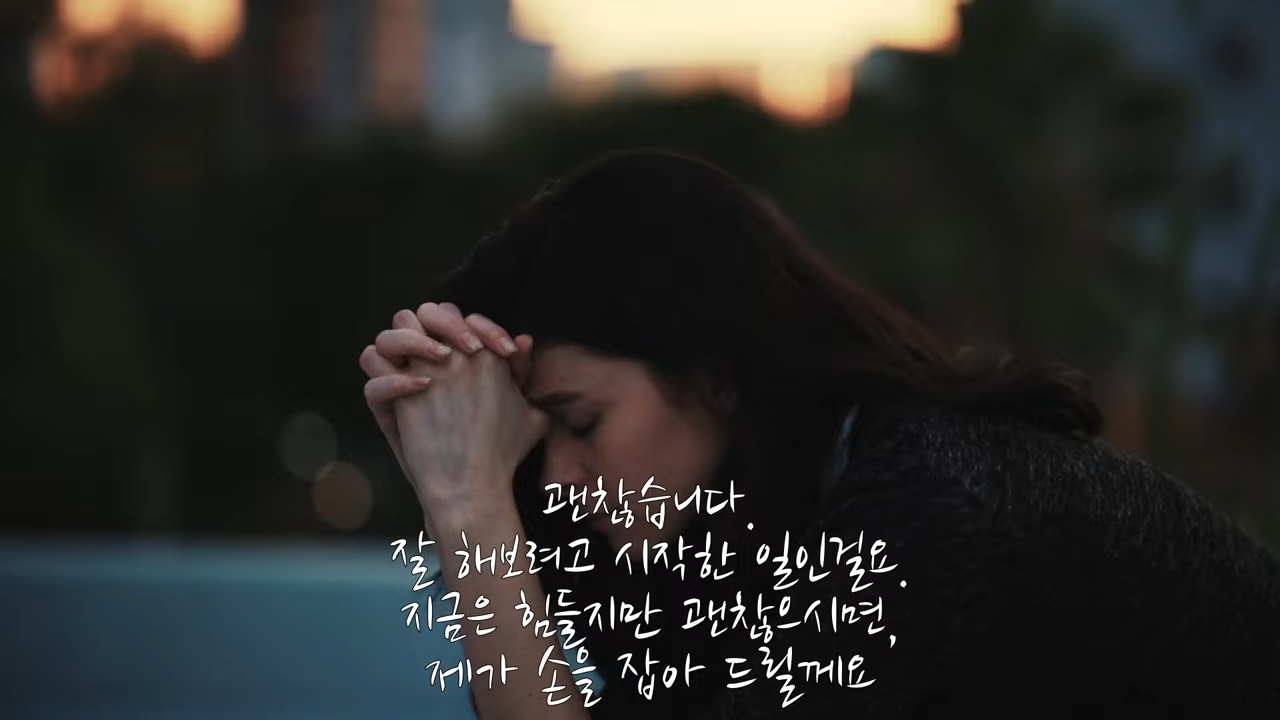 괜찮습니다.
잘 해보려고 시작한 일인걸요.
지금은 힘들지만 괜찮으시면,
제가 손을 잡아 드릴께요